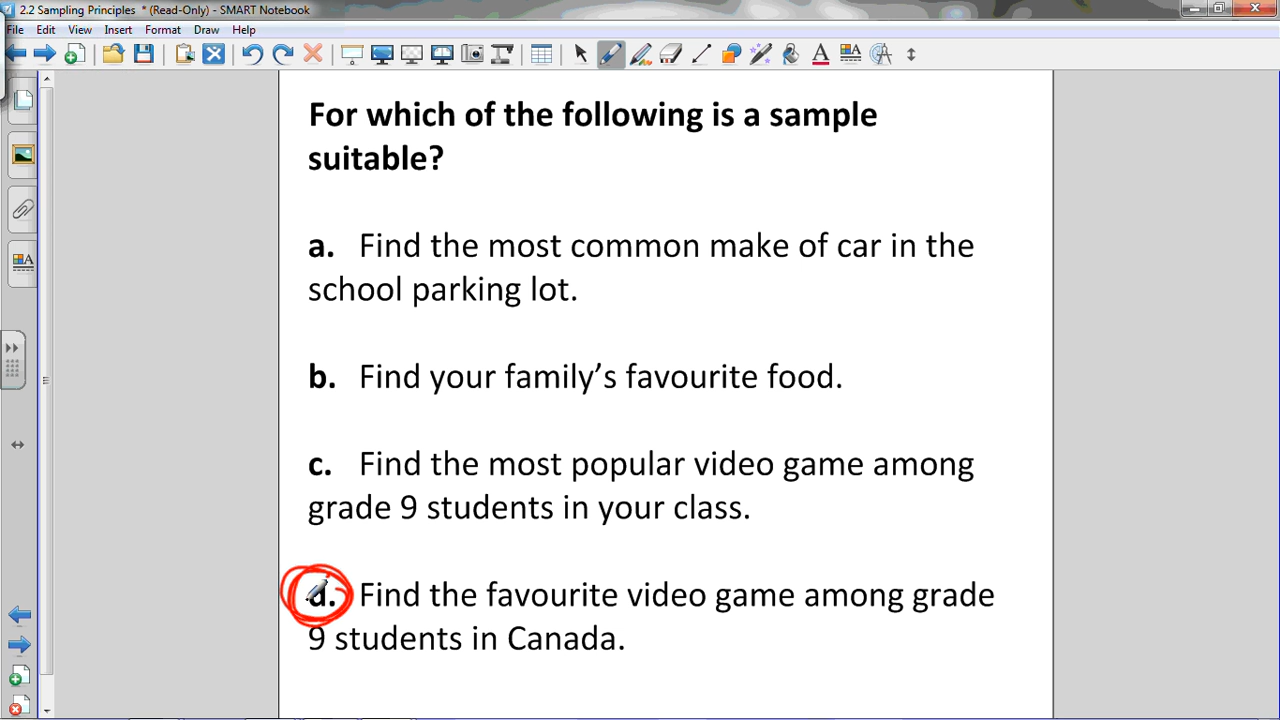 2.2 Sampling Principles * (Read-Only) — SMART Notebook
File Edit View Insert Format Draw Help
For which of the following is a sample
suitable?
a. Find the most common make of car in the
school parking lot.
b. Find your family’s favourite food.
c. Find the most popular video game among
grade 9 students in your class.
d. Find the favourite video game among grade
9 students in Canada.